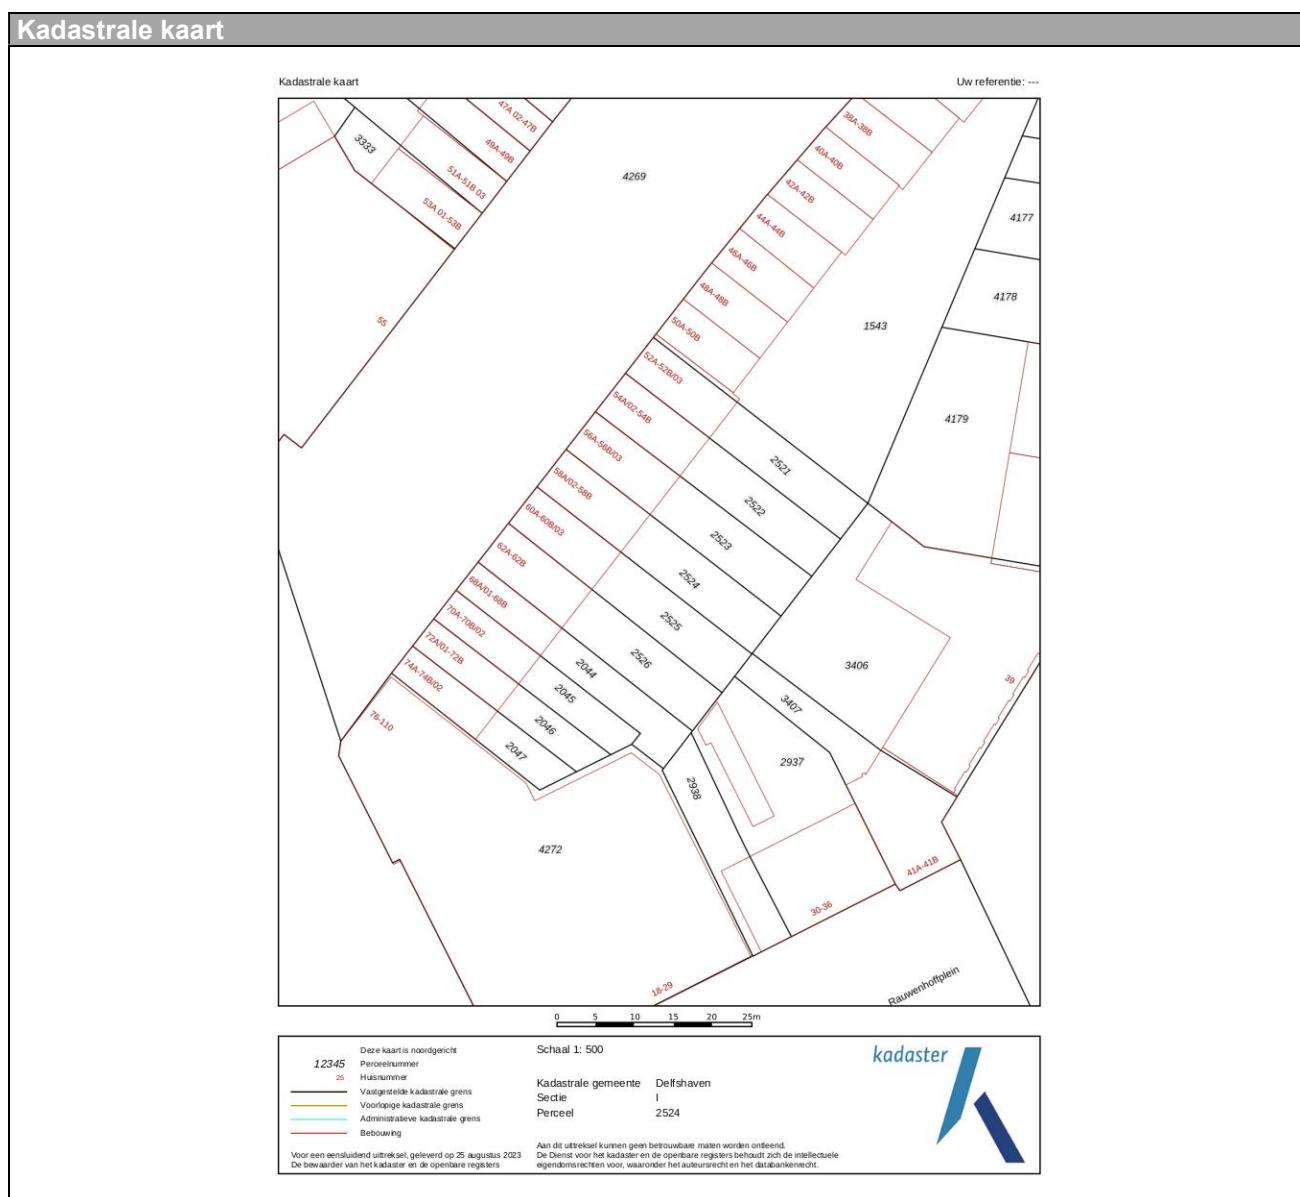 Kadastrale kaart
Kadastrale kaart
Uw referentie: ---
47A 02-47B
49A-49B
51A-51B 03
53A 01-53B
3333
55
4269
38A-38B
40A-40B
42A-42B
44A-44B
46A-46B
48A-48B
50A-50B
52A-52B/03
54A/02-54B
56A-56B/03
58A/02-58B
60A-60B/03
62A-62B
68A/01-68B
70A-70B/02
72A/01-72B
74A-74B/02
76-110
1543
4177
4178
4179
2521
2522
2523
2524
2525
2526
2044
2045
2046
2047
3406
39
3407
2937
2938
4272
41A-41B
30-36
18-29
Rauwenhoffplein
0 5 10 15 20 25m
Deze kaart is noordgericht
12345 Perceelnummer
25 Huisnummer
Vastgestelde kadastrale grens
Voorlopige kadastrale grens
Administratieve kadastrale grens
Bebouwing
Voor een eensluidend uittreksel, geleverd op 25 augustus 2023
De bewaarder van het kadaster en de openbare registers
Schaal 1: 500
Kadastrale gemeente Delfshaven
Sectie I
Perceel 2524
Aan dit uittreksel kunnen geen betrouwbare maten worden ontleend.
De Dienst voor het kadaster en de openbare registers behoudt zich de intellectuele
eigendomsrechten voor, waaronder het auteursrecht en het databankenrecht.
kadaster